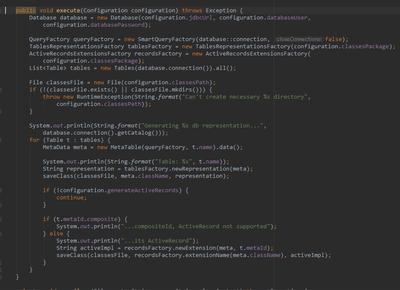 public void execute(Configuration configuration) throws Exception {
Database database = new Database(configuration.jdbcUrl, configuration.databaseUser,
configuration.databasePassword);
QueryFactory queryFactory = new SmartQueryFactory(database::connection, closeConnection: false);
TablesRepresentationsFactory tablesFactory = new TablesRepresentationsFactory(configuration.classesPackage);
ActiveRecordsExtensionsFactory recordsFactory = new ActiveRecordsExtensionsFactory(
configuration.classesPackage);
List<Table> tables = new Tables(database.connection()).all();
File classesFile = new File(configuration.classesPath);
if (!(classesFile.exists() || classesFile.mkdirs())) {
throw new RuntimeException(String.format("Can't create necessary %s directory",
configuration.classesPath));
}
System.out.println(String.format("Generating %s db representation...",
database.connection().getCatalog()));
for (Table t : tables) {
MetaData meta = new MetaTable(queryFactory, t.name).data();
System.out.println(String.format("Table: %s", t.name));
String representation = tablesFactory.newRepresentation(meta);
saveClass(classesFile, meta.className, representation);
if (!configuration.generateActiveRecords) {
continue;
}
if (t.metaId.composite) {
System.out.println("...compositeId, ActiveRecord not supported");
} else {
System.out.println("...its ActiveRecord");
String activeImpl = recordsFactory.newExtension(meta, t.metaId);
saveClass(classesFile, recordsFactory.extensionName(meta.className), activeImpl);
}
}
}